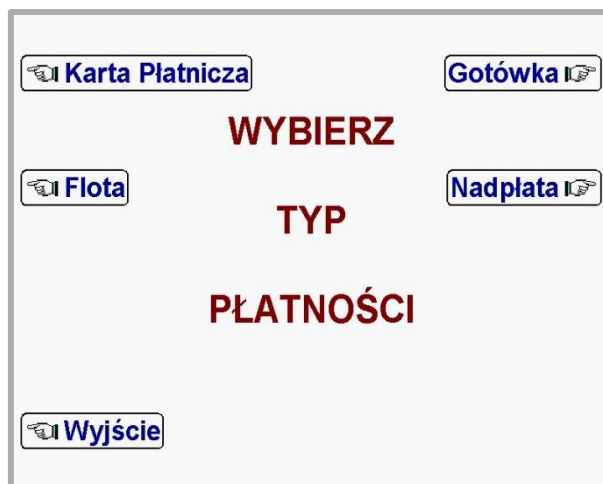 Karta Płatnicza
Gotówka
WYBIERZ
Flota
Nadpłata
TYP
PŁATNOŚCI
Wyjście